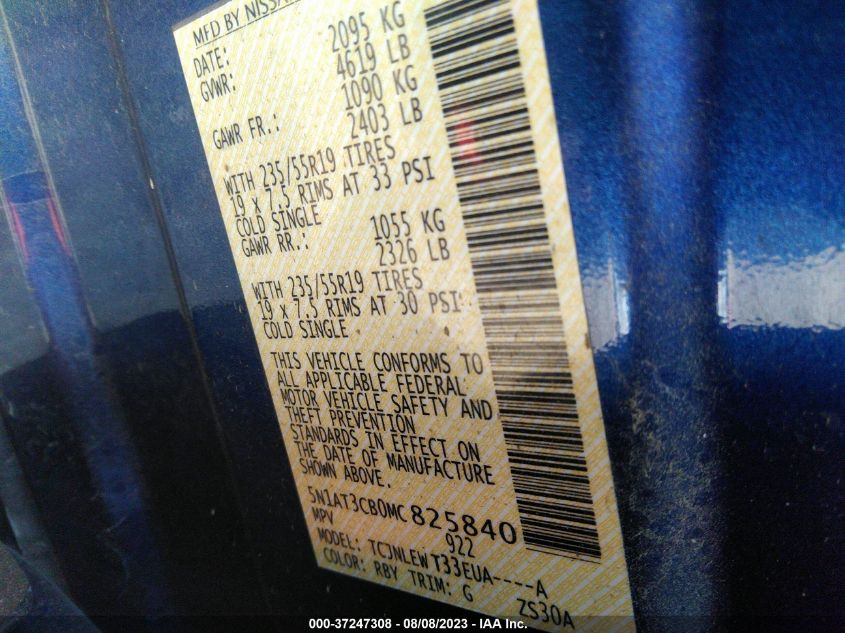 MFD BY NISSA
DATE:
GVWR: 2095 KG
4619 LB
GAWR FR.: 1090 KG
2403 LB
WITH 235/55R19 TIRES
19 x 7.5 RIMS AT 33 PSI
COLD SINGLE
GAWR RR.: 1055 KG
2326 LB
WITH 235/55R19 TIRES
19 x 7.5 RIMS AT 30 PSI
COLD SINGLE
THIS VEHICLE CONFORMS TO
ALL APPLICABLE FEDERAL
MOTOR VEHICLE SAFETY AND
THEFT PREVENTION
STANDARDS IN EFFECT ON
THE DATE OF MANUFACTURE
SHOWN ABOVE.
5N1AT3CB0MC825840
MPV 922
MODEL: TCJNLEWT33EUA----A
COLOR: RBY TRIM: G ZS30A
000-37247308 - 08/08/2023 - IAA Inc.